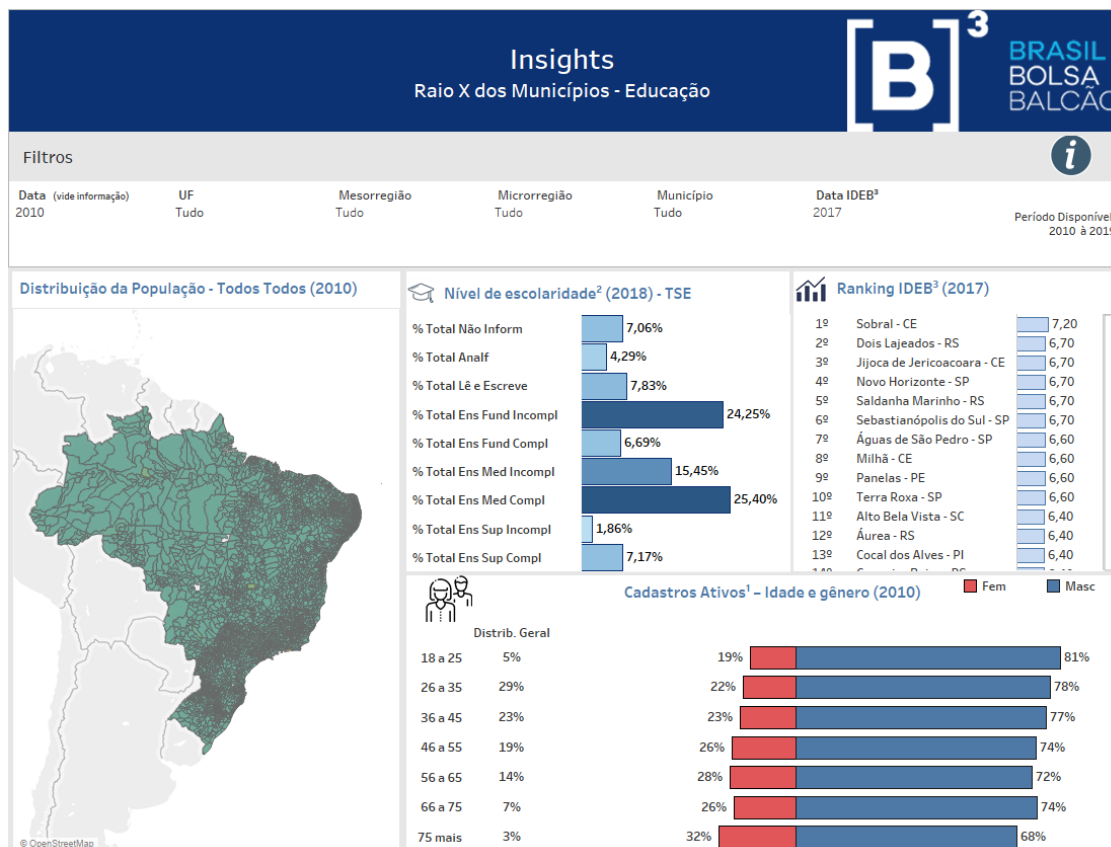 Insights
Raio X dos Municípios - Educação
[B]³
BRASIL
BOLSA
BALCÃO
Filtros
i
Data (vide informação)
2010
UF
Tudo
Mesorregião
Tudo
Microrregião
Tudo
Município
Tudo
Data IDEB³
2017
Período Disponível
2010 à 2019
Distribuição da População - Todos Todos (2010)
© OpenStreetMap
Nível de escolaridade² (2018) - TSE
% Total Não Inform 7,06%
% Total Analf 4,29%
% Total Lê e Escreve 7,83%
% Total Ens Fund Incompl 24,25%
% Total Ens Fund Compl 6,69%
% Total Ens Med Incompl 15,45%
% Total Ens Med Compl 25,40%
% Total Ens Sup Incompl 1,86%
% Total Ens Sup Compl 7,17%
Ranking IDEB³ (2017)
1º Sobral - CE 7,20
2º Dois Lajeados - RS 6,70
3º Jijoca de Jericoacoara - CE 6,70
4º Novo Horizonte - SP 6,70
5º Saldanha Marinho - RS 6,70
6º Sebastianópolis do Sul - SP 6,70
7º Águas de São Pedro - SP 6,60
8º Milhã - CE 6,60
9º Panelas - PE 6,60
10º Terra Roxa - SP 6,60
11º Alto Bela Vista - SC 6,40
12º Áurea - RS 6,40
13º Cocal dos Alves - PI 6,40
Cadastros Ativos¹ – Idade e gênero (2010)
Fem
Masc
Distrib. Geral
18 a 25 5% 19% 81%
26 a 35 29% 22% 78%
36 a 45 23% 23% 77%
46 a 55 19% 26% 74%
56 a 65 14% 28% 72%
66 a 75 7% 26% 74%
75 mais 3% 32% 68%